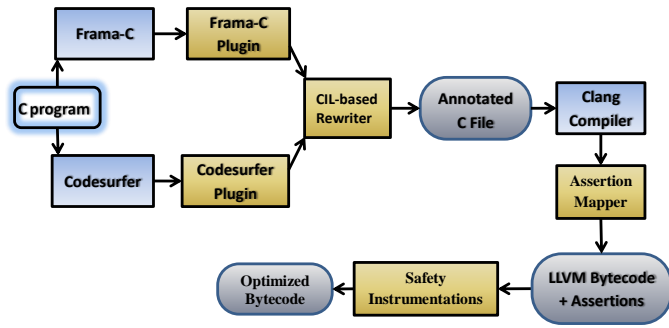 Frama-C
Frama-C
Plugin
C program
CIL-based
Rewriter
Annotated
C File
Clang
Compiler
Codesurfer
Codesurfer
Plugin
Assertion
Mapper
Optimized
Bytecode
Safety
Instrumentations
LLVM Bytecode
+ Assertions